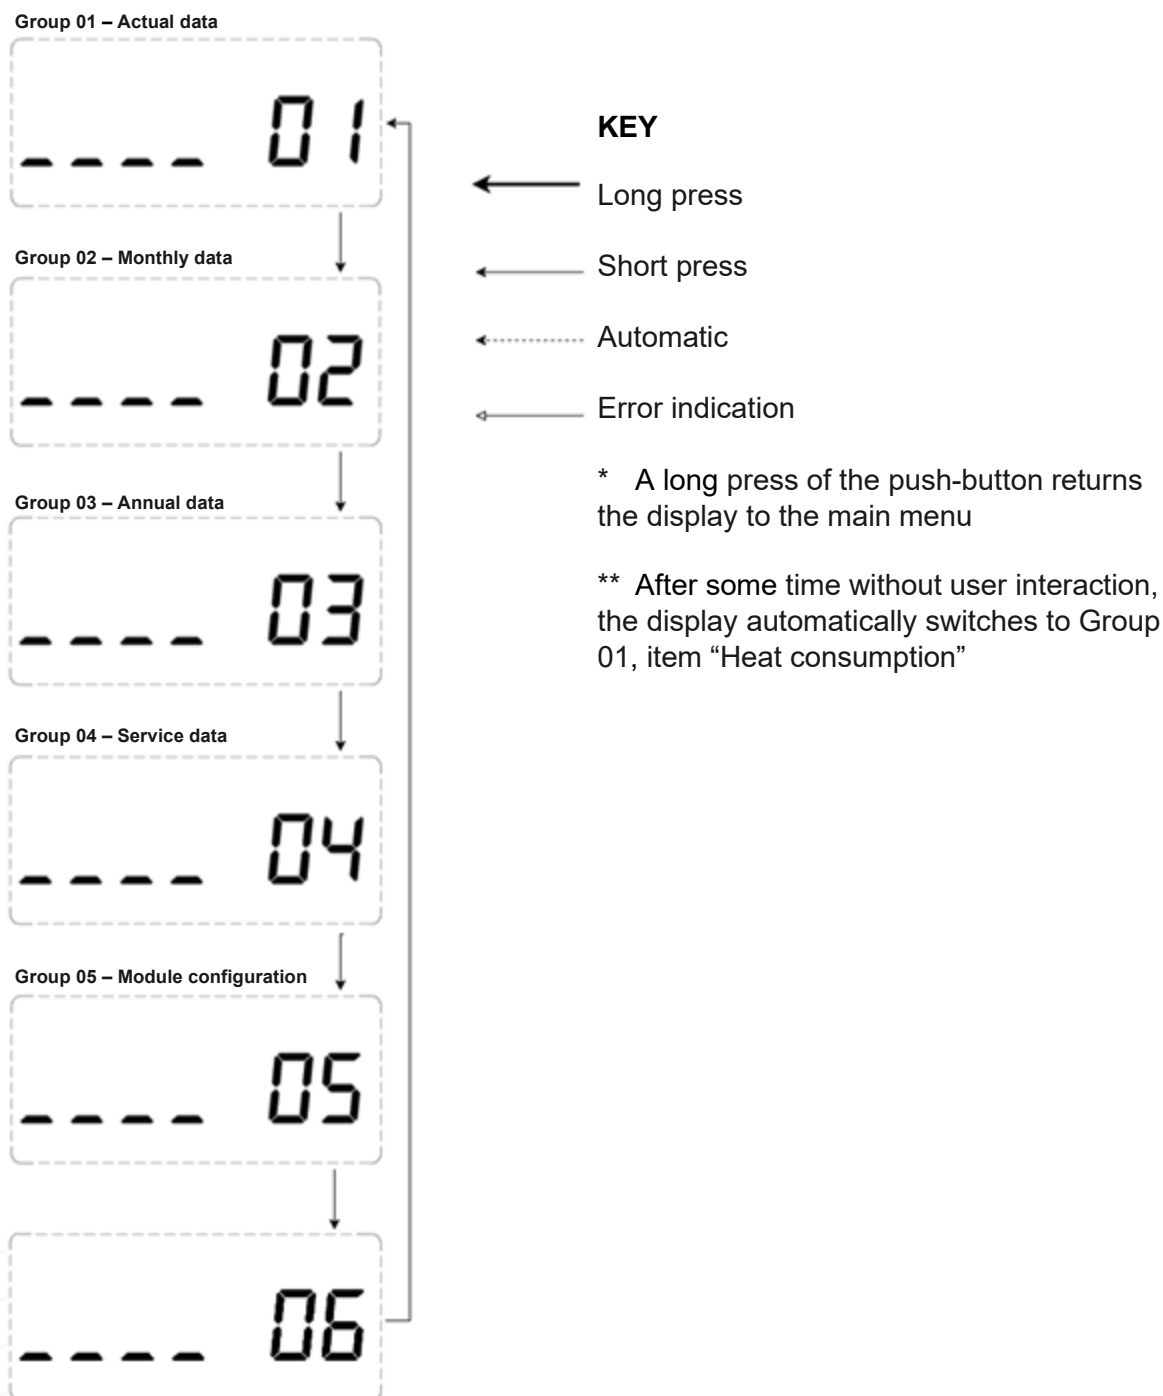 Group 01 – Actual data
_ _ _ _ 01
Group 02 – Monthly data
_ _ _ _ 02
Group 03 – Annual data
_ _ _ _ 03
Group 04 – Service data
_ _ _ _ 04
Group 05 – Module configuration
_ _ _ _ 05
_ _ _ _ 06
KEY
Long press
Short press
Automatic
Error indication
* A long press of the push-button returns
the display to the main menu
** After some time without user interaction,
the display automatically switches to Group
01, item “Heat consumption”